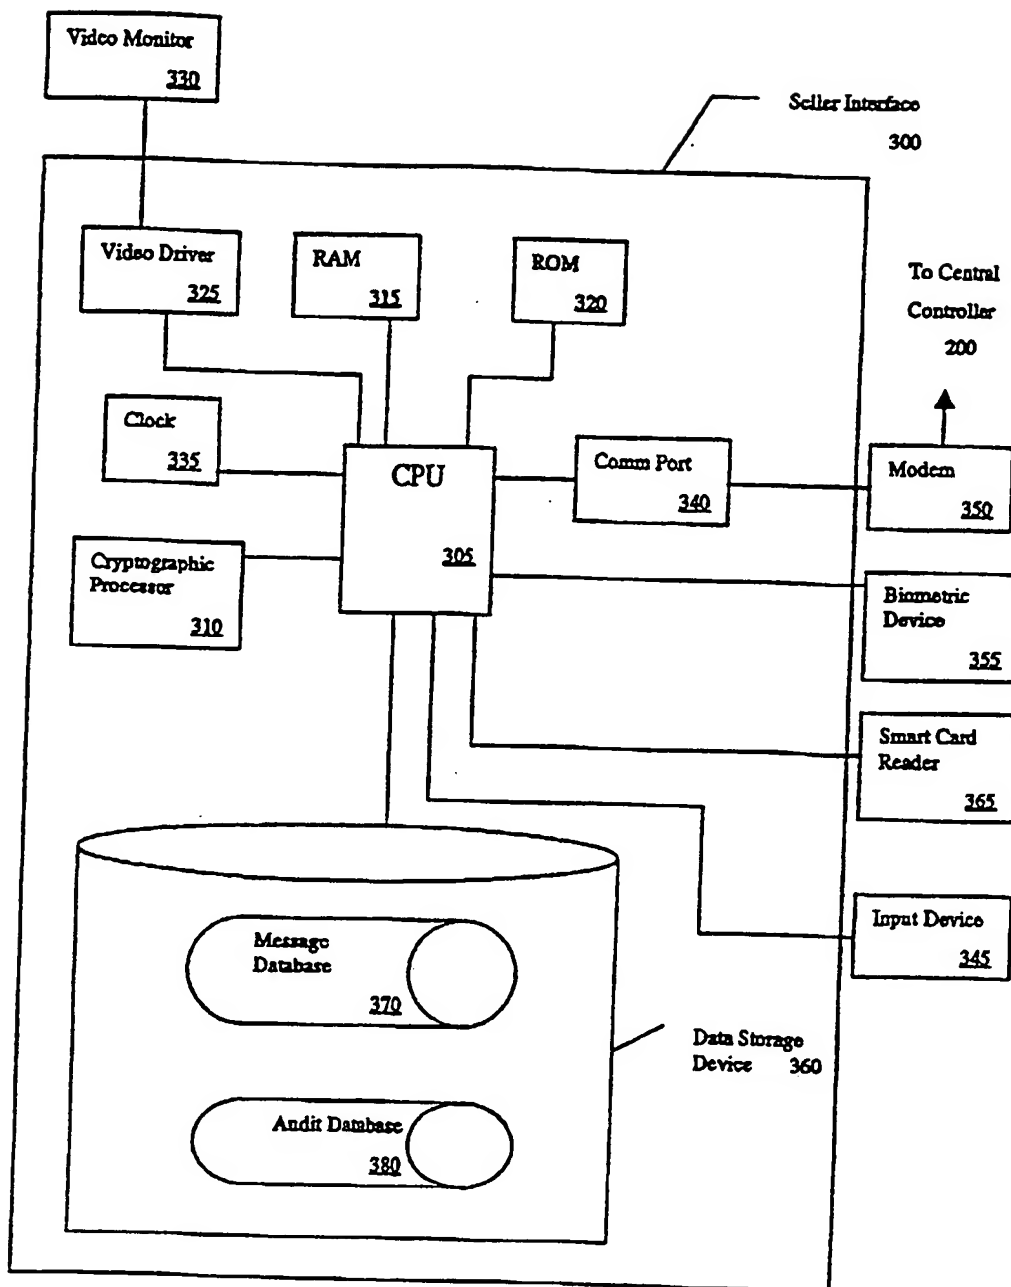 Video Monitor
330
Seller Interface
300
Video Driver
325
RAM
315
ROM
320
To Central
Controller
200
Clock
335
CPU
305
Comm Port
340
Modem
350
Cryptographic
Processor
310
Biometric
Device
355
Smart Card
Reader
365
Input Device
345
Message
Database
370
Data Storage
Device 360
Audit Database
380